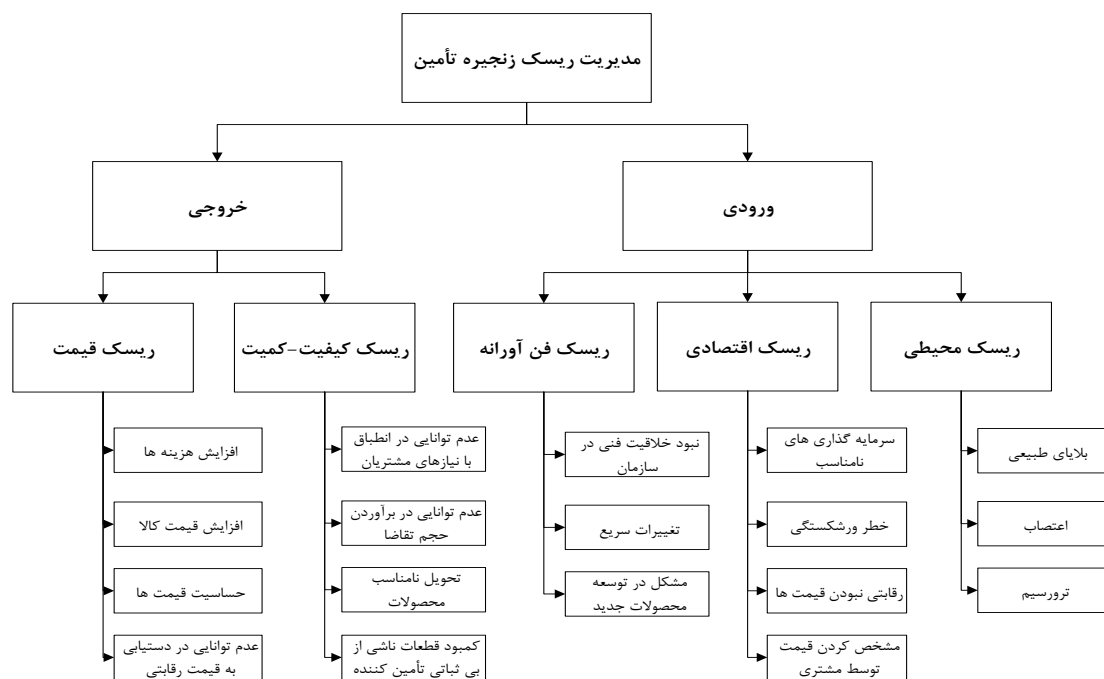 مدیریت ریسک زنجیره تأمین
ورودی
خروجی
ریسک محیطی
ریسک اقتصادی
ریسک فن آورانه
ریسک کیفیت-کمیت
ریسک قیمت
بلایای طبیعی
اعتصاب
ترورسیم
سرمایه گذاری های
نامناسب
خطر ورشکستگی
رقابتی نبودن قیمت ها
مشخص کردن قیمت
توسط مشتری
نبود خلاقیت فنی در
سازمان
تغییرات سریع
مشکل در توسعه
محصولات جدید
عدم توانایی در انطباق
با نیازهای مشتریان
عدم توانایی در برآوردن
حجم تقاضا
تحویل نامناسب
محصولات
کمبود قطعات ناشی از
بی ثباتی تأمین کننده
افزایش هزینه ها
افزایش قیمت کالا
حساسیت قیمت ها
عدم توانایی در دستیابی
به قیمت رقابتی